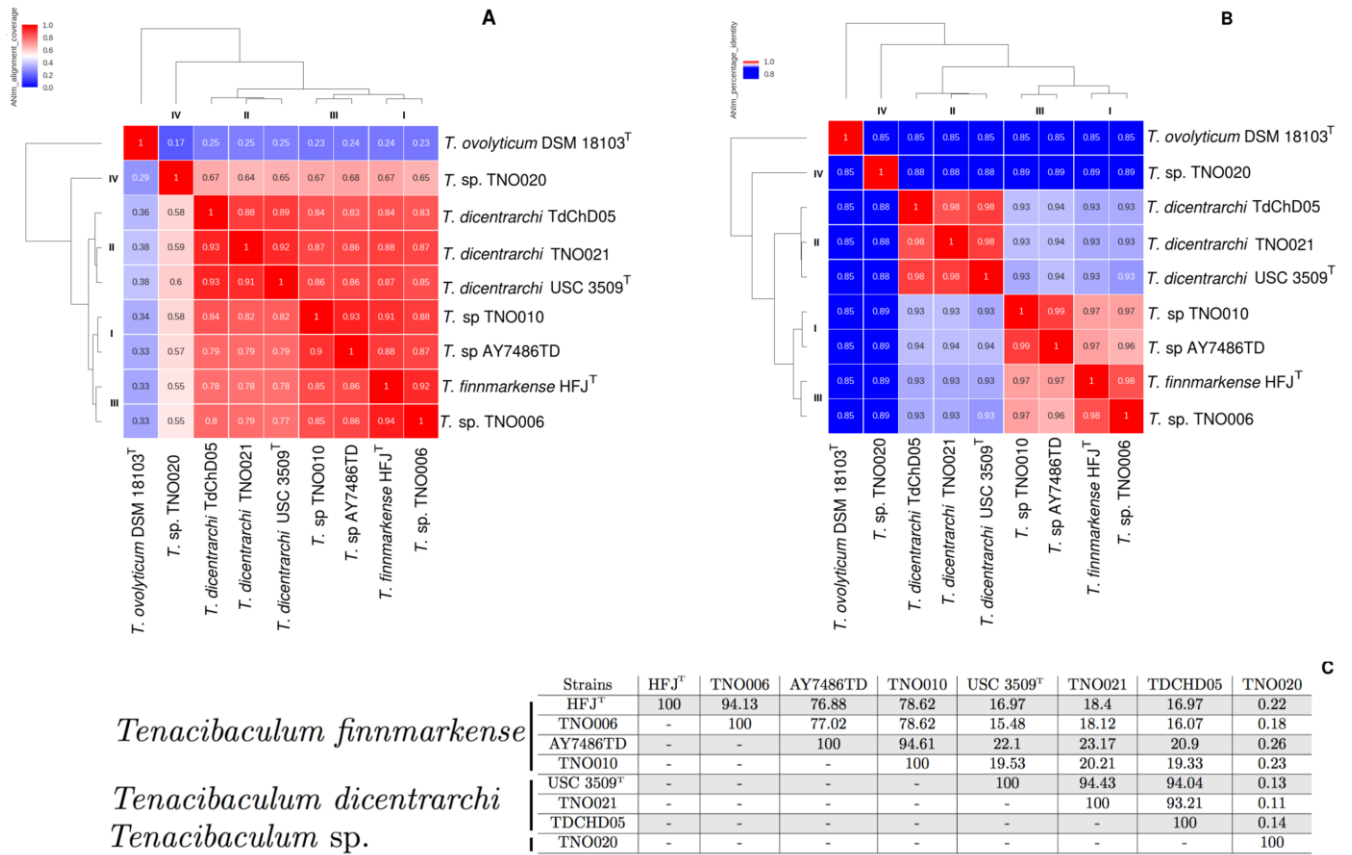 A
ANIm_alignment_coverage
1.0
0.8
0.6
0.4
0.2
0.0
IV II III I
1 0.17 0.25 0.25 0.25 0.23 0.24 0.24 0.23 T. ovolyticum DSM 18103T
IV 0.29 1 0.67 0.64 0.65 0.67 0.68 0.67 0.65 T. sp. TNO020
0.36 0.58 1 0.88 0.89 0.84 0.83 0.84 0.83 T. dicentrarchi TdChD05
II 0.38 0.59 0.93 1 0.92 0.87 0.86 0.88 0.87 T. dicentrarchi TNO021
0.38 0.6 0.93 0.91 1 0.86 0.86 0.87 0.85 T. dicentrarchi USC 3509T
I 0.34 0.58 0.84 0.82 0.82 1 0.93 0.91 0.88 T. sp TNO010
0.33 0.57 0.79 0.79 0.79 0.9 1 0.88 0.87 T. sp AY7486TD
III 0.33 0.55 0.78 0.78 0.78 0.85 0.86 1 0.92 T. finnmarkense HFJT
0.33 0.55 0.8 0.79 0.77 0.85 0.86 0.94 1 T. sp. TNO006
T. ovolyticum DSM 18103T
T. sp. TNO020
T. dicentrarchi TdChD05
T. dicentrarchi TNO021
T. dicentrarchi USC 3509T
T. sp TNO010
T. sp AY7486TD
T. finnmarkense HFJT
T. sp. TNO006
B
ANIm_percentage_identity
1.0
0.8
IV II III I
1 0.85 0.85 0.85 0.85 0.85 0.85 0.85 0.85 T. ovolyticum DSM 18103T
IV 0.85 1 0.88 0.88 0.88 0.89 0.89 0.89 0.89 T. sp. TNO020
0.85 0.88 1 0.98 0.98 0.93 0.94 0.93 0.93 T. dicentrarchi TdChD05
II 0.85 0.88 0.98 1 0.98 0.93 0.94 0.93 0.93 T. dicentrarchi TNO021
0.85 0.88 0.98 0.98 1 0.93 0.94 0.93 0.93 T. dicentrarchi USC 3509T
I 0.85 0.89 0.93 0.93 0.93 1 0.99 0.97 0.97 T. sp TNO010
0.85 0.89 0.94 0.94 0.94 0.99 1 0.97 0.96 T. sp AY7486TD
III 0.85 0.89 0.93 0.93 0.93 0.97 0.97 1 0.98 T. finnmarkense HFJT
0.85 0.89 0.93 0.93 0.93 0.97 0.96 0.98 1 T. sp. TNO006
T. ovolyticum DSM 18103T
T. sp. TNO020
T. dicentrarchi TdChD05
T. dicentrarchi TNO021
T. dicentrarchi USC 3509T
T. sp TNO010
T. sp AY7486TD
T. finnmarkense HFJT
T. sp. TNO006
C
Strains HFJT TNO006 AY7486TD TNO010 USC 3509T TNO021 TDCHD05 TNO020
HFJT 100 94.13 76.88 78.62 16.97 18.4 16.97 0.22
TNO006 - 100 77.02 78.62 15.48 18.12 16.07 0.18
AY7486TD - - 100 94.61 22.1 23.17 20.9 0.26
TNO010 - - - 100 19.53 20.21 19.33 0.23
USC 3509T - - - - 100 94.43 94.04 0.13
TNO021 - - - - - 100 93.21 0.11
TDCHD05 - - - - - - 100 0.14
TNO020 - - - - - - - 100
Tenacibaculum finnmarkense
Tenacibaculum dicentrarchi
Tenacibaculum sp.